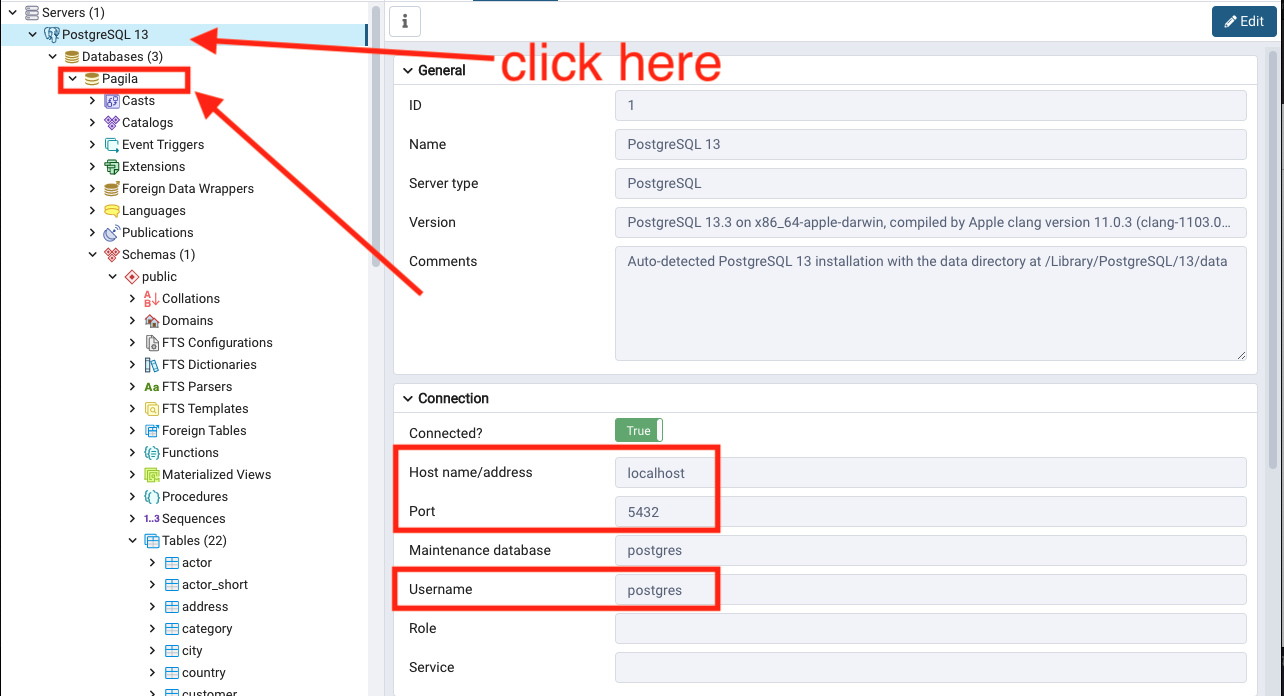 Servers (1)
PostgreSQL 13
Databases (3)
Pagila
Casts
Catalogs
Event Triggers
Extensions
Foreign Data Wrappers
Languages
Publications
Schemas (1)
public
Collations
Domains
FTS Configurations
FTS Dictionaries
Aa FTS Parsers
FTS Templates
Foreign Tables
Functions
Materialized Views
Procedures
1..3 Sequences
Tables (22)
actor
actor_short
address
category
city
country
customer
i
Edit
click here
General
ID 1
Name PostgreSQL 13
Server type PostgreSQL
Version PostgreSQL 13.3 on x86_64-apple-darwin, compiled by Apple clang version 11.0.3 (clang-1103.0...
Comments Auto-detected PostgreSQL 13 installation with the data directory at /Library/PostgreSQL/13/data
Connection
Connected? True
Host name/address localhost
Port 5432
Maintenance database postgres
Username postgres
Role
Service